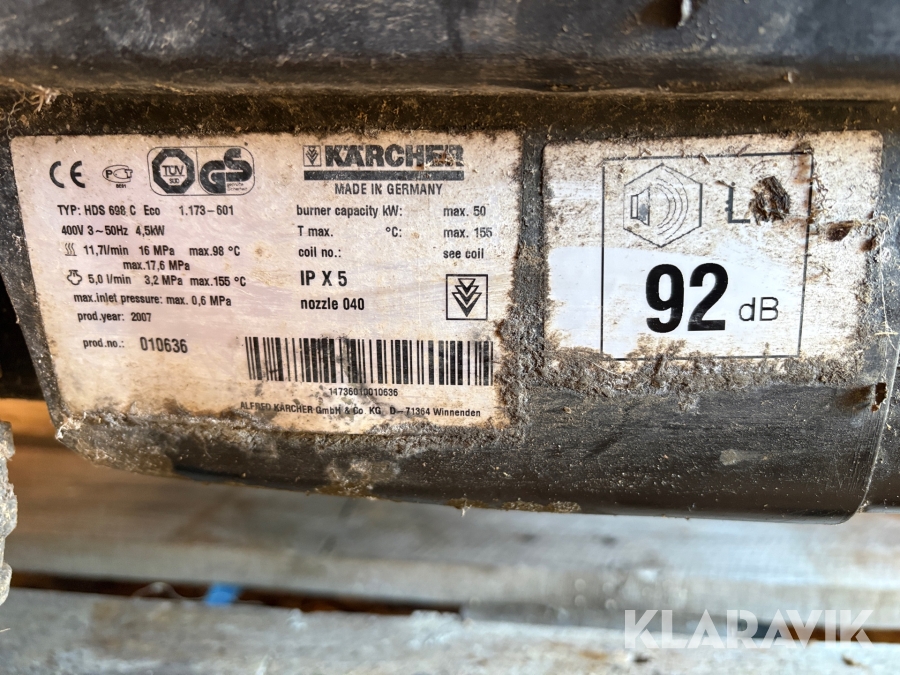 CE
TÜV
SÜD
GS
KÄRCHER
MADE IN GERMANY
TYP: HDS 698 C Eco 1.173-601
400V 3~50Hz 4,5kW
11,7l/min 16 MPa max.98 °C
max.17,6 MPa
5,0 l/min 3,2 MPa max.155 °C
max.inlet pressure: max. 0,6 MPa
prod.year: 2007
prod.no.: 010636
burner capacity kW: max. 50
T max. °C: max. 155
coil no.: see coil
IP X 5
nozzle 040
14736010010636
ALFRED KÄRCHER GmbH & Co. KG D–71364 Winnenden
L
92 dB
KLARAVIK